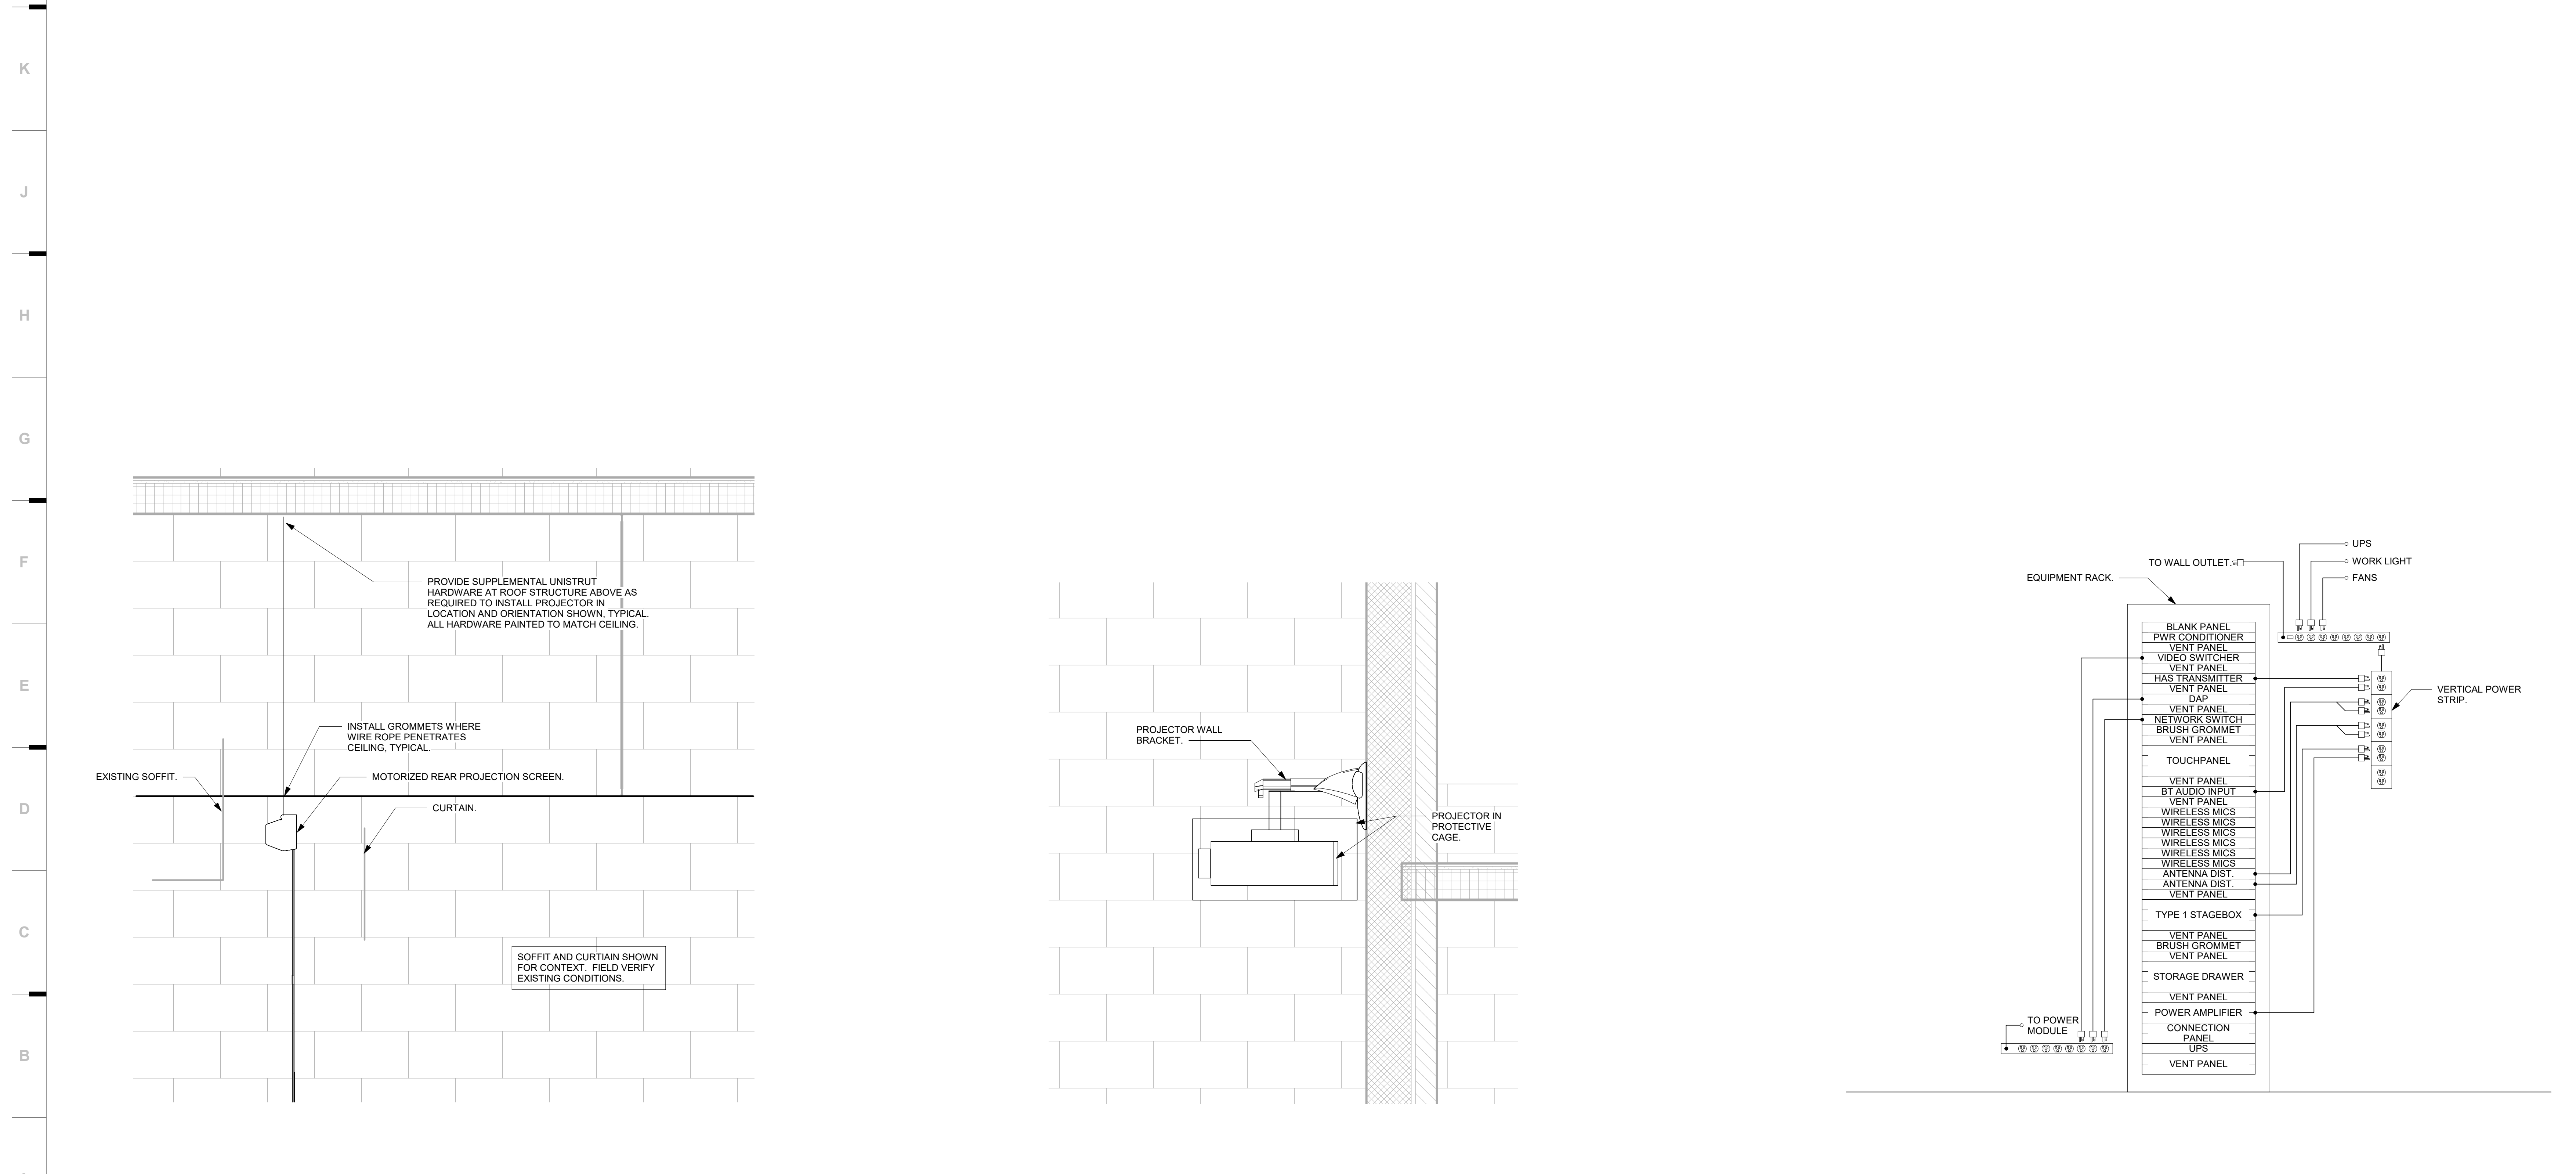 K
J
H
G
F
E
D
C
B
PROVIDE SUPPLEMENTAL UNISTRUT
HARDWARE AT ROOF STRUCTURE ABOVE AS
REQUIRED TO INSTALL PROJECTOR IN
LOCATION AND ORIENTATION SHOWN, TYPICAL.
ALL HARDWARE PAINTED TO MATCH CEILING.
INSTALL GROMMETS WHERE
WIRE ROPE PENETRATES
CEILING, TYPICAL.
EXISTING SOFFIT.
MOTORIZED REAR PROJECTION SCREEN.
CURTAIN.
SOFFIT AND CURTIAIN SHOWN
FOR CONTEXT. FIELD VERIFY
EXISTING CONDITIONS.
PROJECTOR WALL
BRACKET.
PROJECTOR IN
PROTECTIVE
CAGE.
UPS
WORK LIGHT
FANS
TO WALL OUTLET.
EQUIPMENT RACK.
VERTICAL POWER
STRIP.
BLANK PANEL
PWR CONDITIONER
VENT PANEL
VIDEO SWITCHER
VENT PANEL
HAS TRANSMITTER
VENT PANEL
DAP
VENT PANEL
NETWORK SWITCH
BRUSH GROMMET
VENT PANEL
TOUCHPANEL
VENT PANEL
BT AUDIO INPUT
VENT PANEL
WIRELESS MICS
WIRELESS MICS
WIRELESS MICS
WIRELESS MICS
WIRELESS MICS
WIRELESS MICS
ANTENNA DIST.
ANTENNA DIST.
VENT PANEL
TYPE 1 STAGEBOX
VENT PANEL
BRUSH GROMMET
VENT PANEL
STORAGE DRAWER
VENT PANEL
POWER AMPLIFIER
CONNECTION
PANEL
UPS
VENT PANEL
TO POWER
MODULE